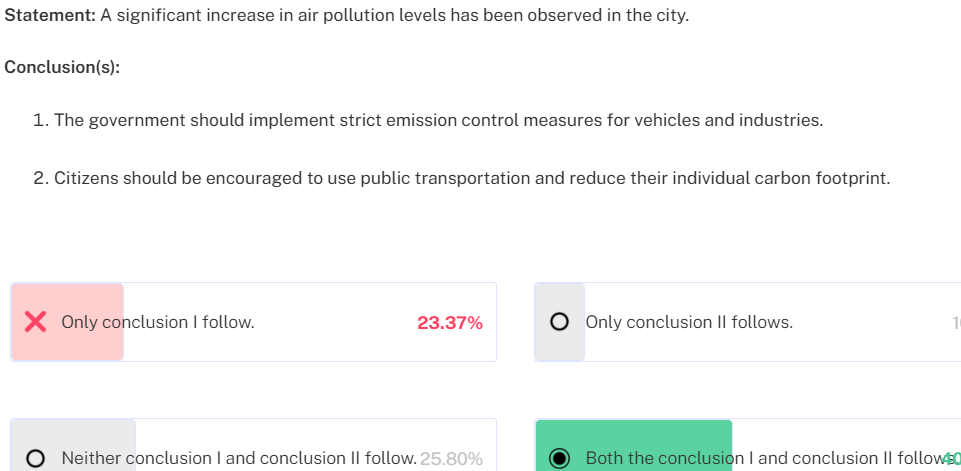 Statement: A significant increase in air pollution levels has been observed in the city.
Conclusion(s):
1. The government should implement strict emission control measures for vehicles and industries.
2. Citizens should be encouraged to use public transportation and reduce their individual carbon footprint.
Only conclusion I follow. 23.37%
Only conclusion II follows.
Neither conclusion I and conclusion II follow. 25.80%
Both the conclusion I and conclusion II follows.